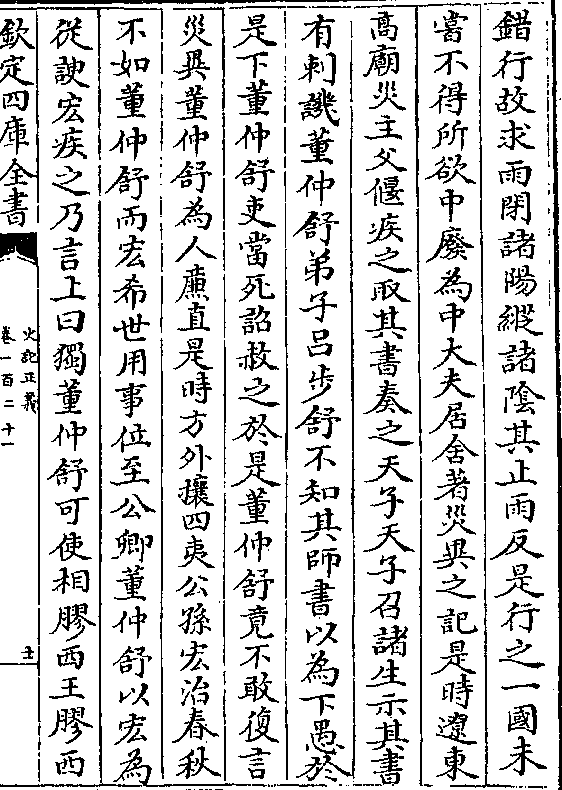 錯行故求雨閉諸陽縱諸陰其止雨反是行之一國未
嘗不得所欲中廢為中大夫居舍著災異之記是時遼東
髙廟災主父偃疾之取其書奏之天子天子召諸生示其書
有刺譏董仲舒弟子呂步舒不知其師書以為下愚於
是下董仲舒吏當死詔赦之於是董仲舒竟不敢復言
災異董仲舒為人亷直是時方外攘四夷公孫宏治春秋
不如董仲舒而宏希世用事位至公卿董仲舒以宏為
從諛宏疾之乃言上曰獨董仲舒可使相膠西王膠西
欽定四庫全書
史記正義
卷一百二十一